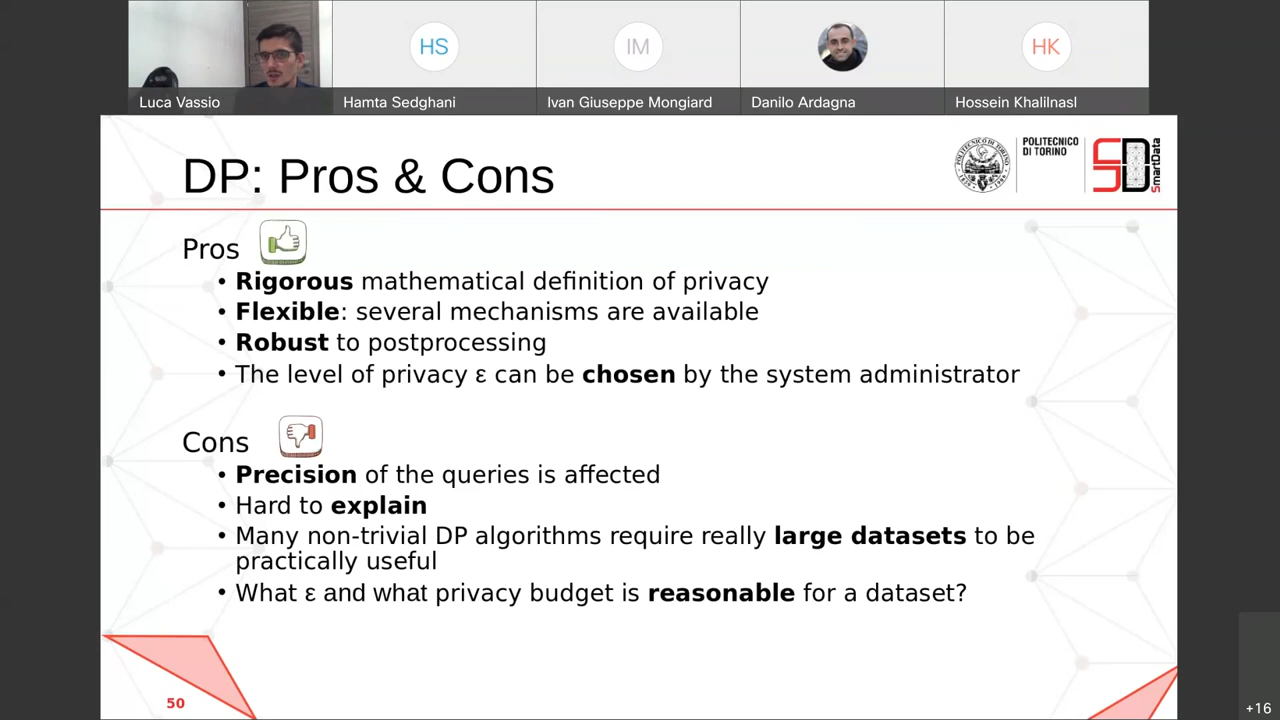 HS
IM
HK
Luca Vassio
Hamta Sedghani
Ivan Giuseppe Mongiard
Danilo Ardagna
Hossein Khalilnasl
DP: Pros & Cons
POLITECNICO
DI TORINO
SmartData
Pros
• Rigorous mathematical definition of privacy
• Flexible: several mechanisms are available
• Robust to postprocessing
• The level of privacy ε can be chosen by the system administrator
Cons
• Precision of the queries is affected
• Hard to explain
• Many non-trivial DP algorithms require really large datasets to be
practically useful
• What ε and what privacy budget is reasonable for a dataset?
50
+16